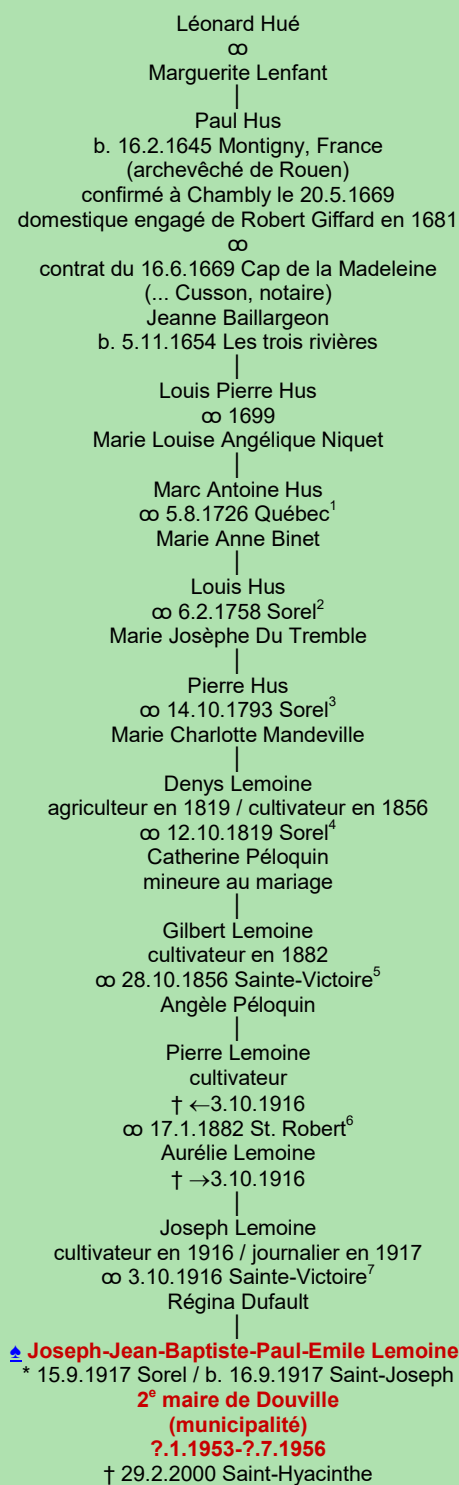 Léonard Hué
ꝏ
Marguerite Lenfant
|
Paul Hus
b. 16.2.1645 Montigny, France
(archevêché de Rouen)
confirmé à Chambly le 20.5.1669
domestique engagé de Robert Giffard en 1681
ꝏ
contrat du 16.6.1669 Cap de la Madeleine
(... Cusson, notaire)
Jeanne Baillargeon
b. 5.11.1654 Les trois rivières
|
Louis Pierre Hus
ꝏ 1699
Marie Louise Angélique Niquet
|
Marc Antoine Hus
ꝏ 5.8.1726 Québec¹
Marie Anne Binet
|
Louis Hus
ꝏ 6.2.1758 Sorel²
Marie Josèphe Du Tremble
|
Pierre Hus
ꝏ 14.10.1793 Sorel³
Marie Charlotte Mandeville
|
Denys Lemoine
agriculteur en 1819 / cultivateur en 1856
ꝏ 12.10.1819 Sorel⁴
Catherine Péloquin
mineure au mariage
|
Gilbert Lemoine
cultivateur en 1882
ꝏ 28.10.1856 Sainte-Victoire⁵
Angèle Péloquin
|
Pierre Lemoine
cultivateur
† ←3.10.1916
ꝏ 17.1.1882 St. Robert⁶
Aurélie Lemoine
† →3.10.1916
|
Joseph Lemoine
cultivateur en 1916 / journalier en 1917
ꝏ 3.10.1916 Sainte-Victoire⁷
Régina Dufault
|
♠ Joseph-Jean-Baptiste-Paul-Emile Lemoine
* 15.9.1917 Sorel / b. 16.9.1917 Saint-Joseph
2ᵉ maire de Douville
(municipalité)
?.1.1953-?.7.1956
† 29.2.2000 Saint-Hyacinthe